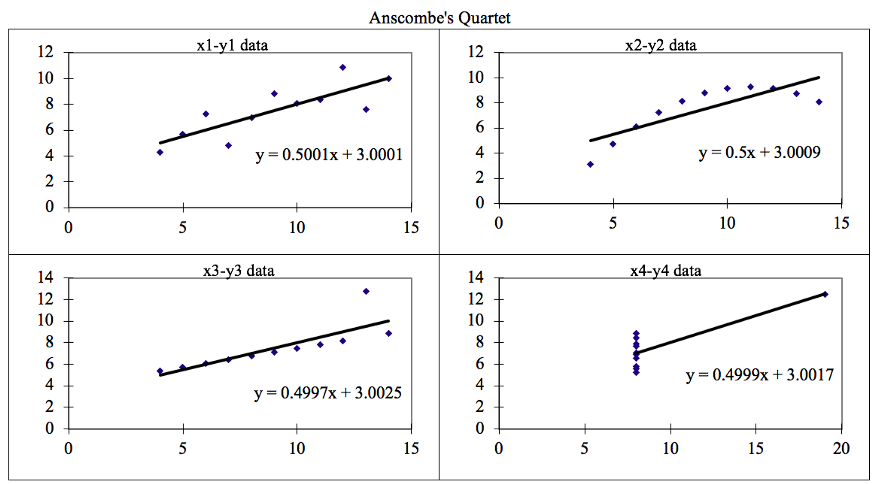 Anscombe's Quartet
x1-y1 data
12
10
8
6
4
2
0
y = 0.5001x + 3.0001
0 5 10 15
x2-y2 data
12
10
8
6
4
2
0
y = 0.5x + 3.0009
0 5 10 15
x3-y3 data
14
12
10
8
6
4
2
0
y = 0.4997x + 3.0025
0 5 10 15
x4-y4 data
14
12
10
8
6
4
2
0
y = 0.4999x + 3.0017
0 5 10 15 20